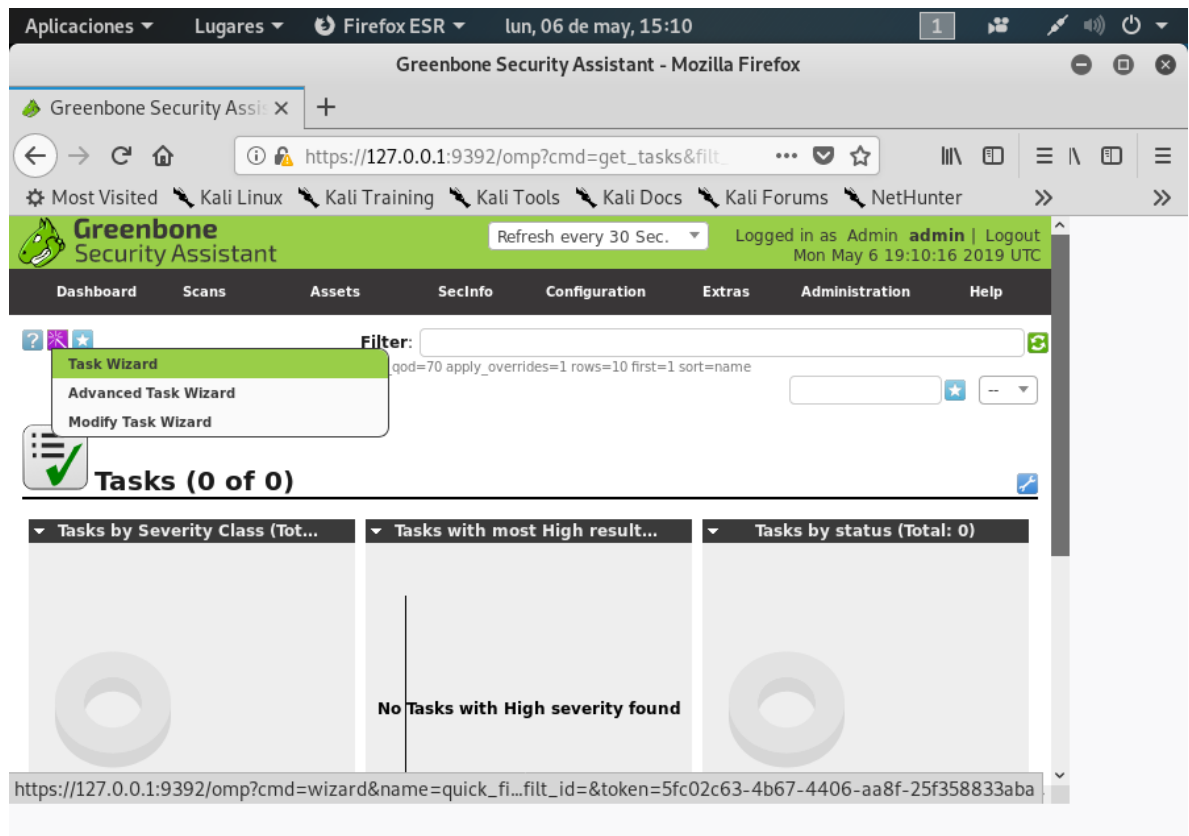 Aplicaciones Lugares Firefox ESR lun, 06 de may, 15:10 1
Greenbone Security Assistant - Mozilla Firefox
Greenbone Security Assis
https://127.0.0.1:9392/omp?cmd=get_tasks&filt_
Most Visited Kali Linux Kali Training Kali Tools Kali Docs Kali Forums NetHunter
Greenbone
Security Assistant
Refresh every 30 Sec.
Logged in as Admin admin | Logout
Mon May 6 19:10:16 2019 UTC
Dashboard Scans Assets SecInfo Configuration Extras Administration Help
Filter:
_qod=70 apply_overrides=1 rows=10 first=1 sort=name
--
Task Wizard
Advanced Task Wizard
Modify Task Wizard
Tasks (0 of 0)
Tasks by Severity Class (Tot...
Tasks with most High result...
Tasks by status (Total: 0)
No Tasks with High severity found
https://127.0.0.1:9392/omp?cmd=wizard&name=quick_fi...filt_id=&token=5fc02c63-4b67-4406-aa8f-25f358833aba